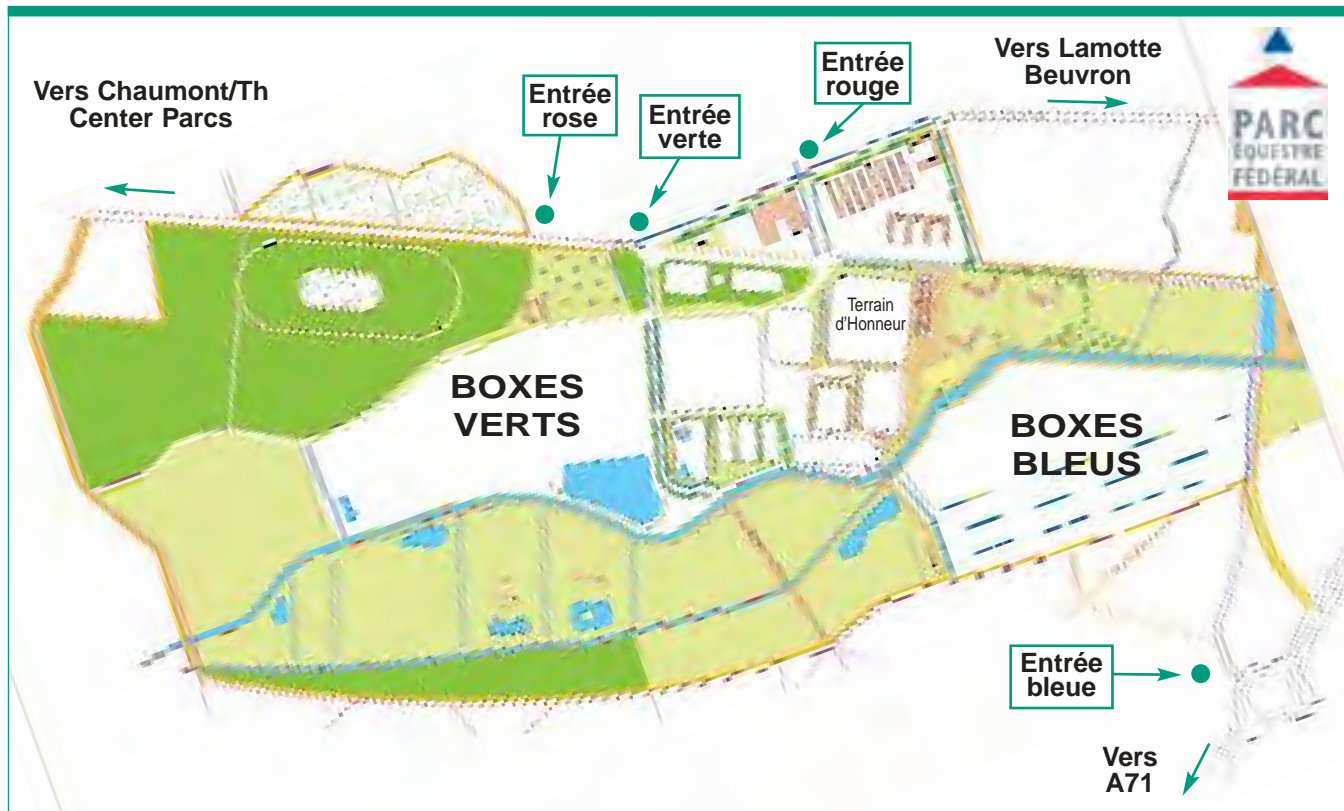 Vers Chaumont/Th
Center Parcs
Entrée
rose
Entrée
verte
Entrée
rouge
Vers Lamotte
Beuvron
PARC
ÉQUESTRE
FÉDÉRAL
Terrain
d'Honneur
BOXES
VERTS
BOXES
BLEUS
Entrée
bleue
Vers
A71